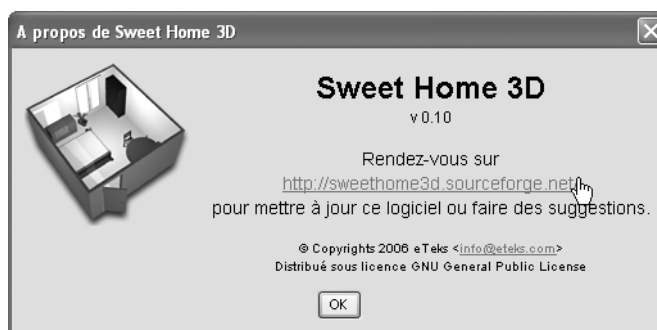 A propos de Sweet Home 3D
Sweet Home 3D
v 0.10
Rendez-vous sur
http://sweethome3d.sourceforge.net
pour mettre à jour ce logiciel ou faire des suggestions.
© Copyrights 2006 eTeks <info@eteks.com>
Distribué sous licence GNU General Public License
OK